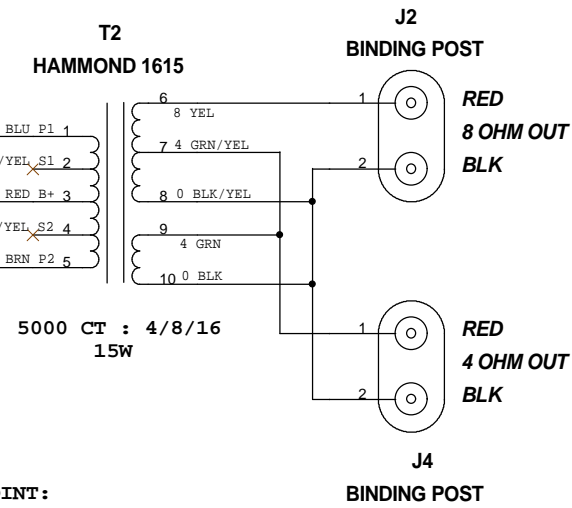 T2
HAMMOND 1615
J2
BINDING POST
6
8 YEL
7 4 GRN/YEL
8 0 BLK/YEL
9
4 GRN
10 0 BLK
BLU P1 1
/YEL S1 2
RED B+ 3
/YEL S2 4
BRN P2 5
1
2
RED
8 OHM OUT
BLK
5000 CT : 4/8/16
15W
1
2
RED
4 OHM OUT
BLK
J4
BINDING POST
OINT: